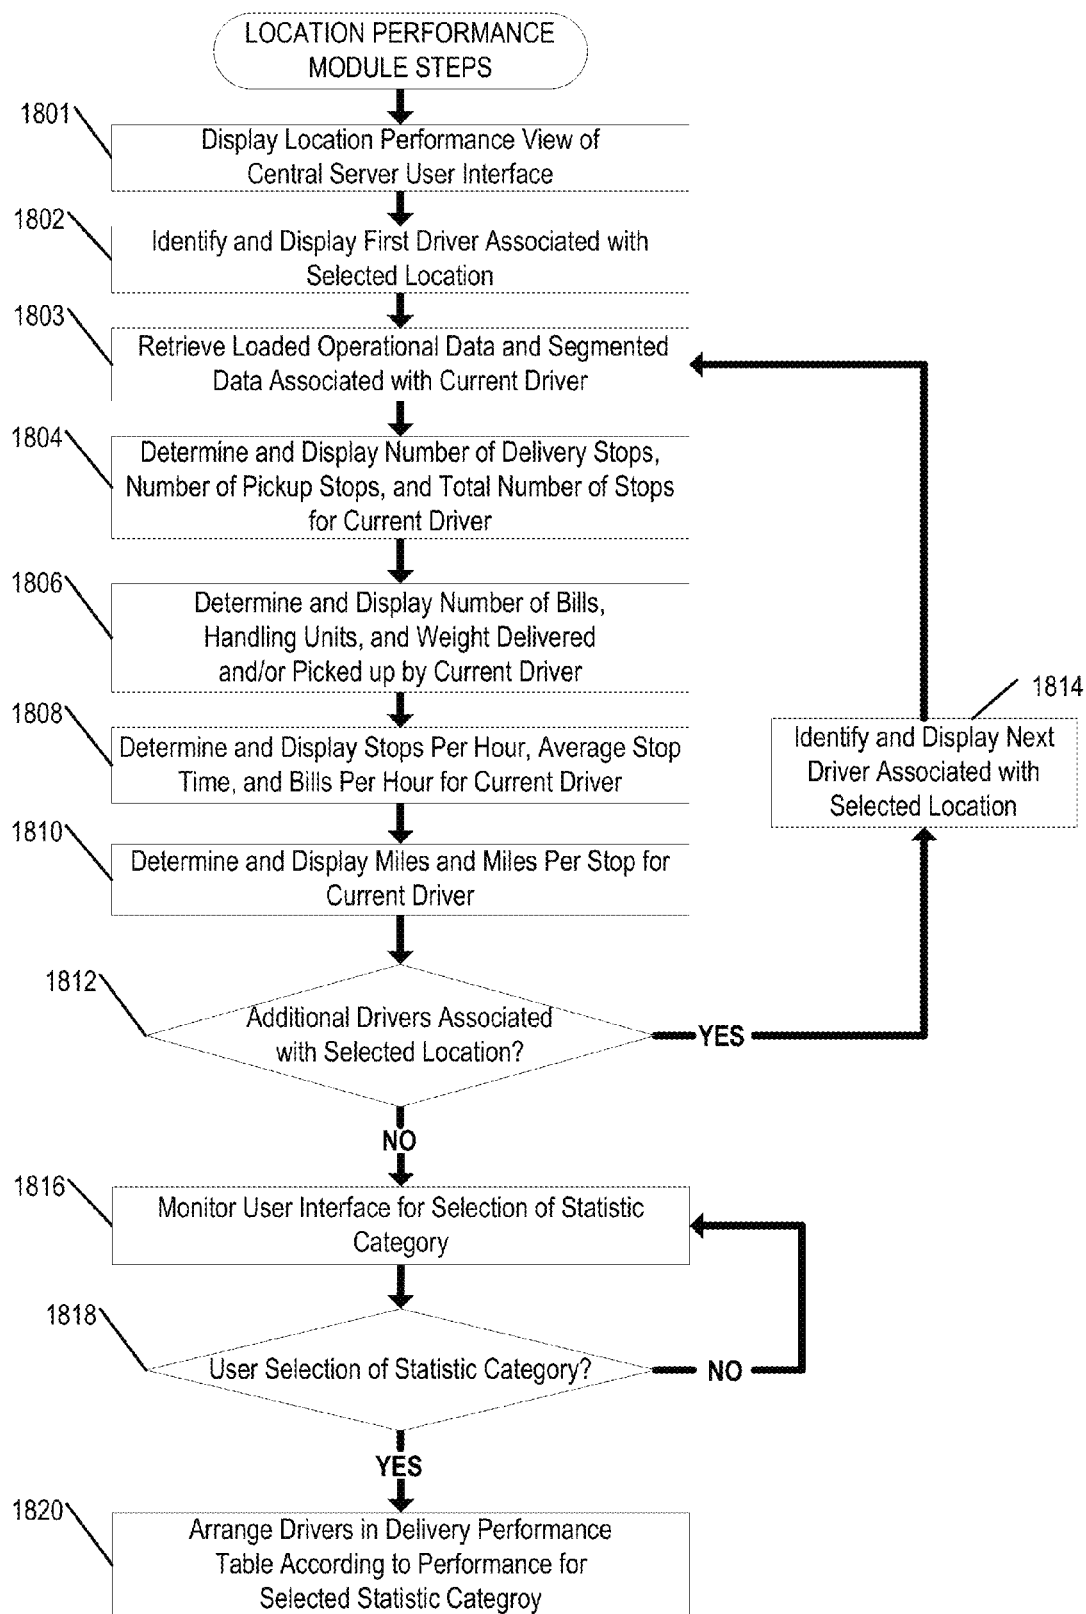 LOCATION PERFORMANCE
MODULE STEPS
1801
Display Location Performance View of
Central Server User Interface
1802
Identify and Display First Driver Associated with
Selected Location
1803
Retrieve Loaded Operational Data and Segmented
Data Associated with Current Driver
1804
Determine and Display Number of Delivery Stops,
Number of Pickup Stops, and Total Number of Stops
for Current Driver
1806
Determine and Display Number of Bills,
Handling Units, and Weight Delivered
and/or Picked up by Current Driver
1808
Determine and Display Stops Per Hour, Average Stop
Time, and Bills Per Hour for Current Driver
1810
Determine and Display Miles and Miles Per Stop for
Current Driver
1812
Additional Drivers Associated
with Selected Location?
YES
1814
Identify and Display Next
Driver Associated with
Selected Location
NO
1816
Monitor User Interface for Selection of Statistic
Category
1818
User Selection of Statistic Category?
NO
YES
1820
Arrange Drivers in Delivery Performance
Table According to Performance for
Selected Statistic Categroy